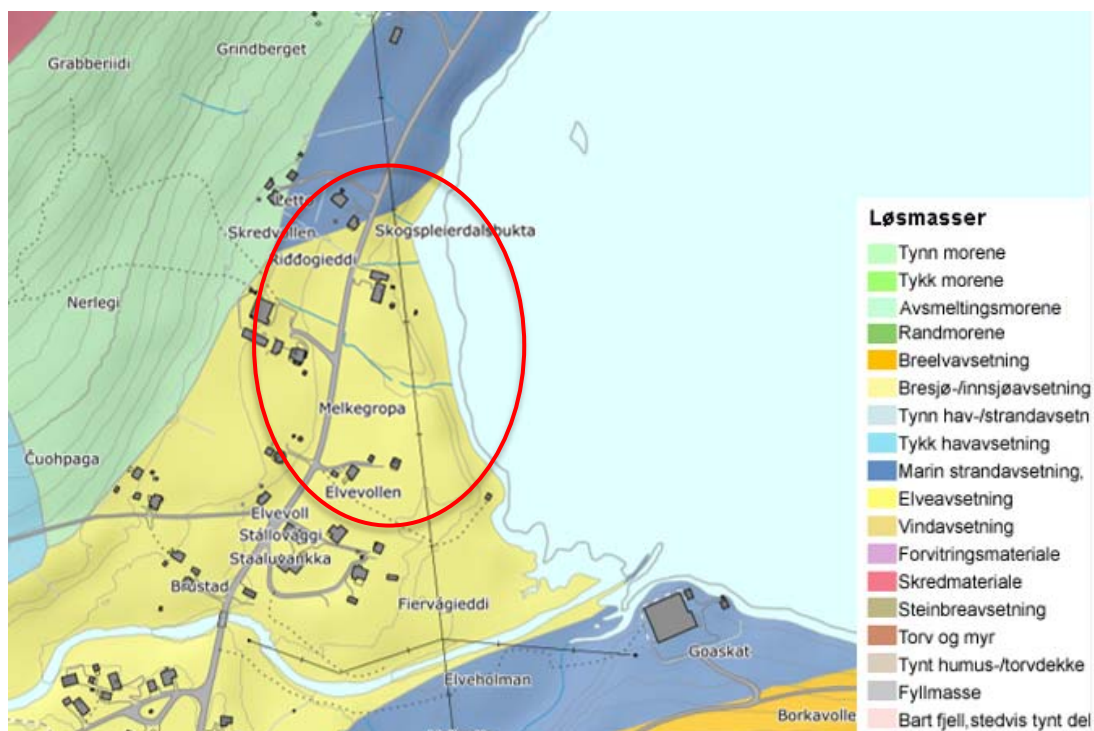 Grindberget
Grabberiidi
Letto
Skredvollen
Skogspleierdalsbukta
Riđđogieddi
Nerlegi
Melkegropa
Čuohpaga
Elvevollen
Elvevoll
Stállovággi
Staaluvankka
Brustad
Fiervágieddi
Goaskat
Elveholman
Borkavolle
Løsmasser
Tynn morene
Tykk morene
Avsmeltingsmorene
Randmorene
Breelvavsetning
Bresjø-/innsjøavsetning
Tynn hav-/strandavsetn
Tykk havavsetning
Marin strandavsetning,
Elveavsetning
Vindavsetning
Forvitringsmateriale
Skredmateriale
Steinbreavsetning
Torv og myr
Tynt humus-/torvdekke
Fyllmasse
Bart fjell,stedvis tynt del